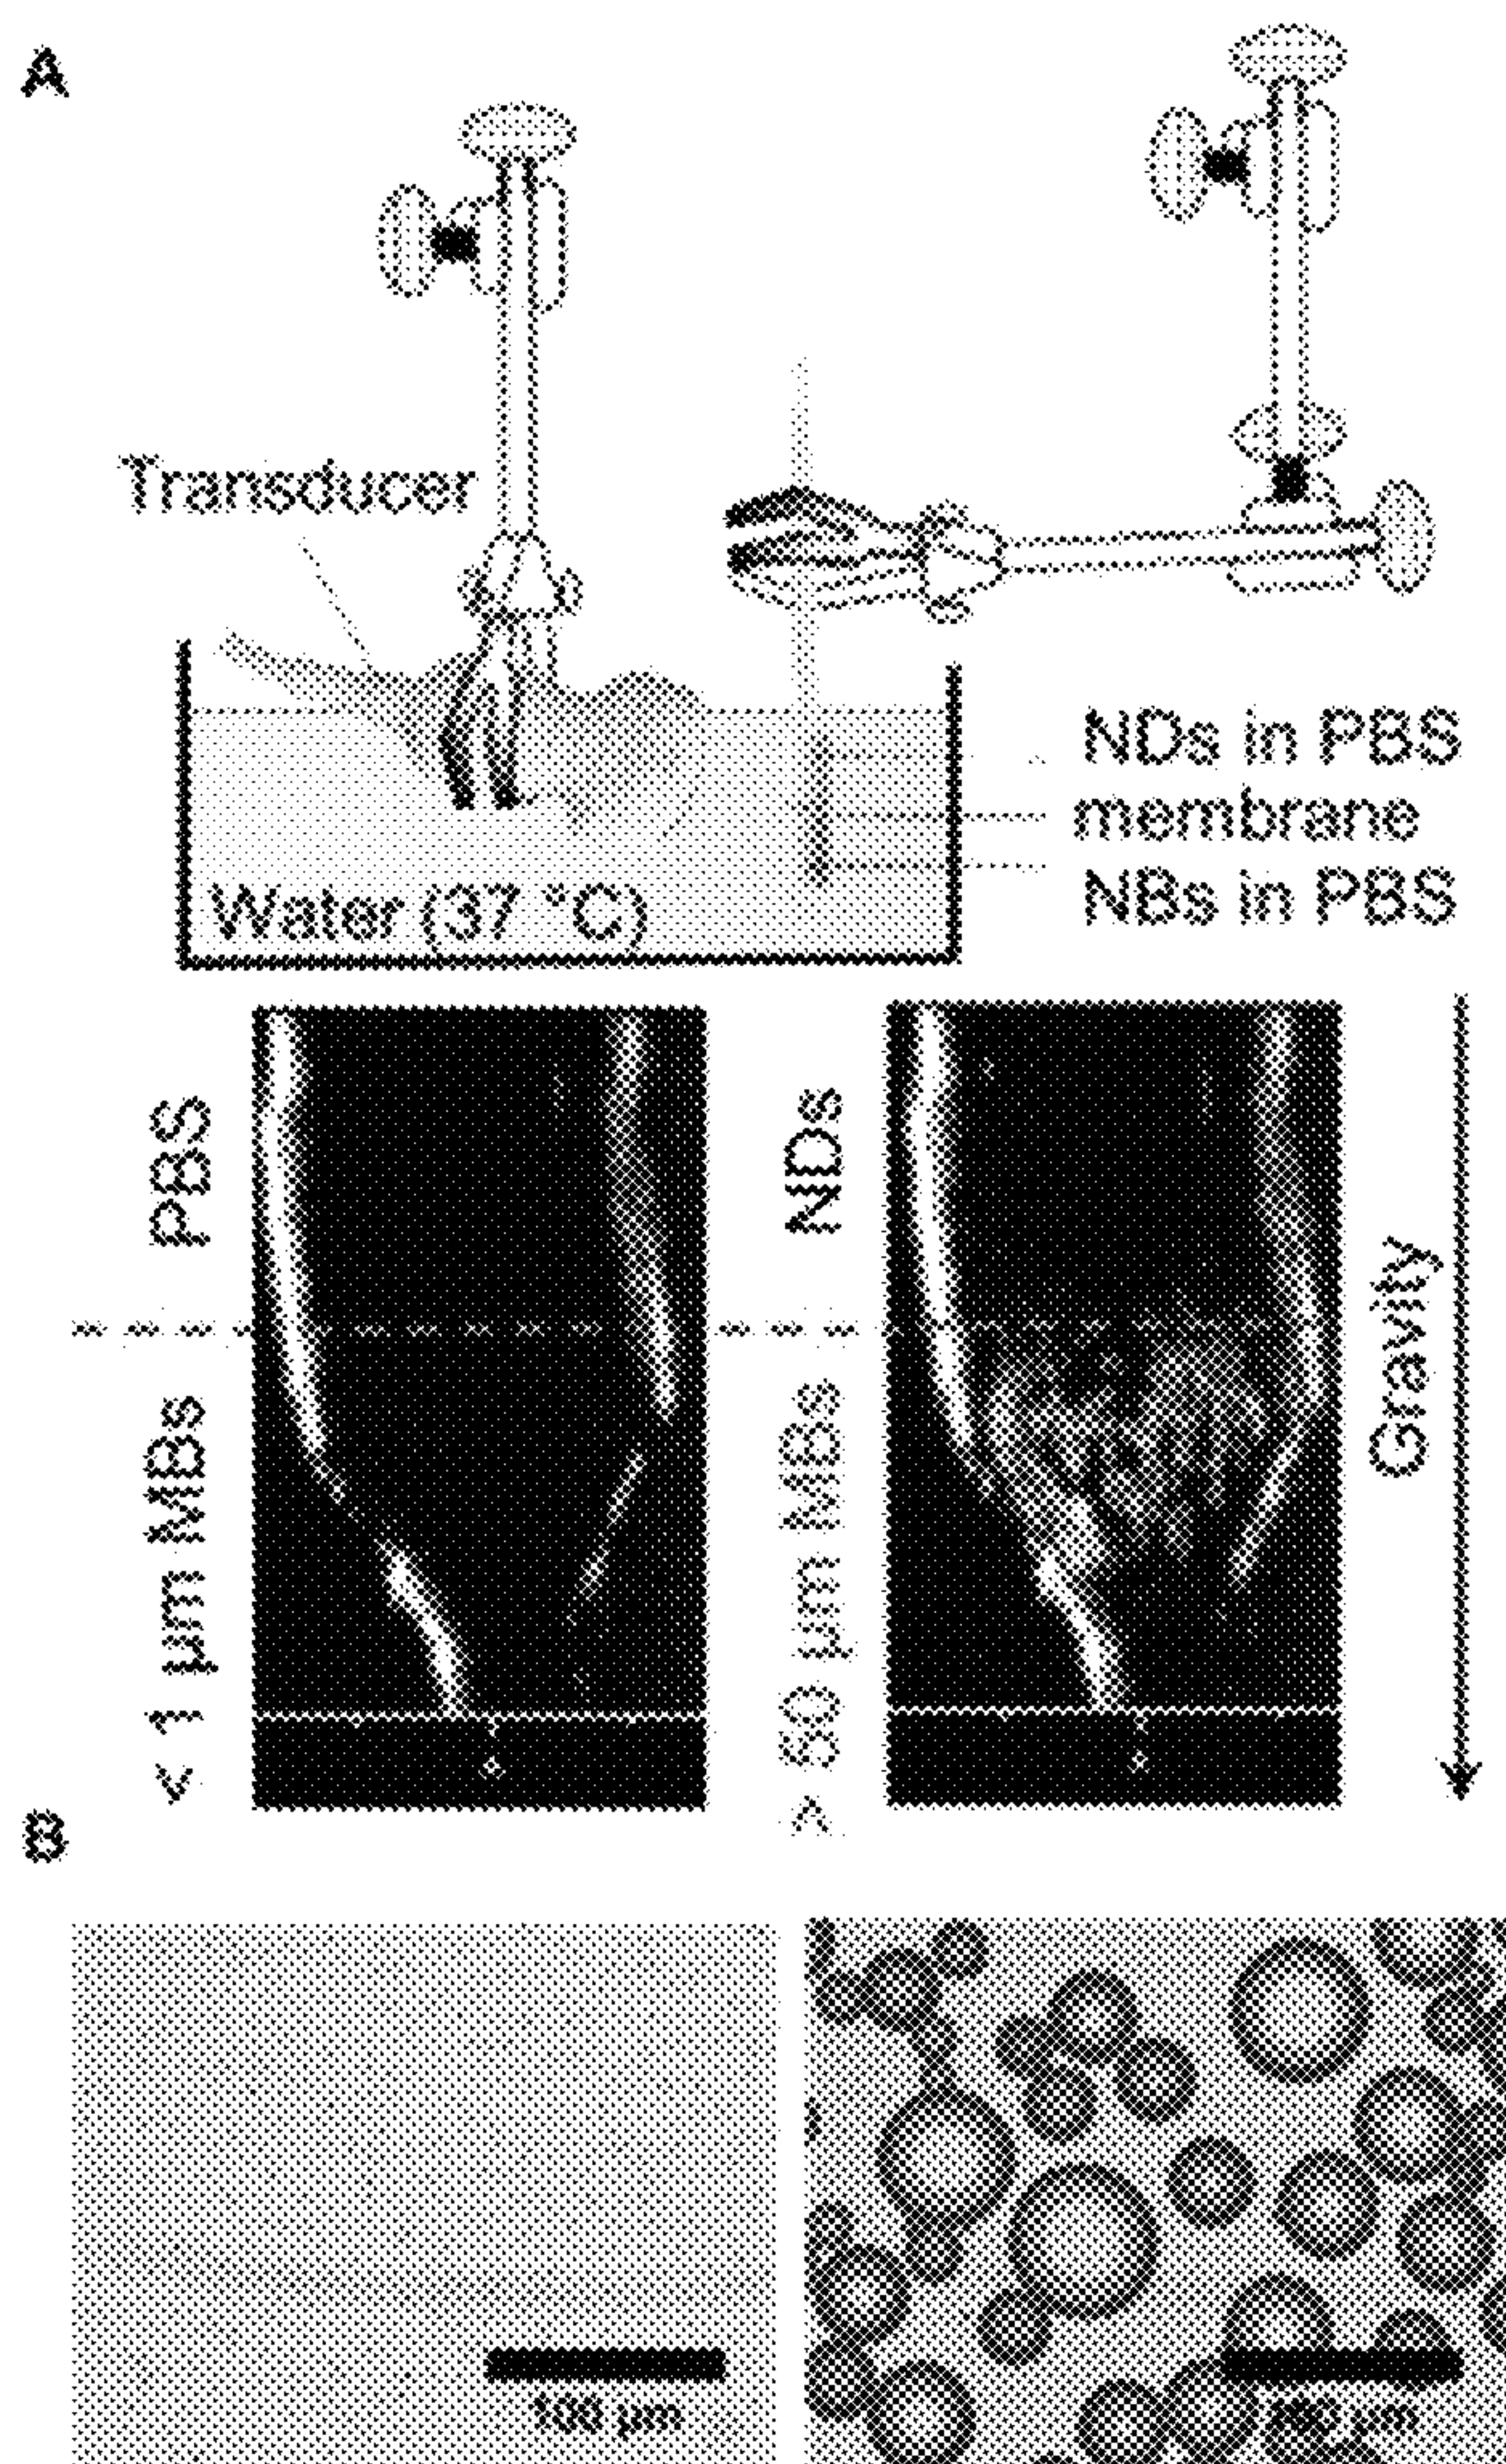 A
Transducer
NDs in PBS
membrane
NBs in PBS
Water (37 °C)
PBS
< 1 µm MBs
NDs
> 50 µm MBs
Gravity
B
100 µm
µm